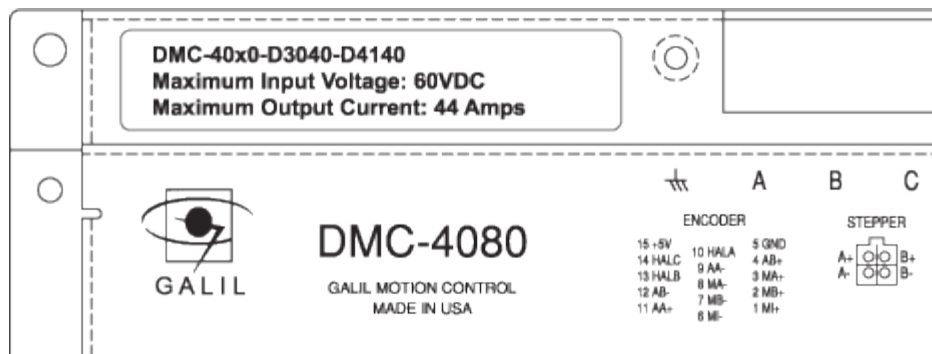 DMC-40x0-D3040-D4140
Maximum Input Voltage: 60VDC
Maximum Output Current: 44 Amps
A B C
GALIL
DMC-4080
GALIL MOTION CONTROL
MADE IN USA
ENCODER
15 +5V
14 HALC
13 HALB
12 AB-
11 AA+
10 HALA
9 AA-
8 MA-
7 MB-
6 MI-
5 GND
4 AB+
3 MA+
2 MB+
1 MI+
STEPPER
A+ B+
A- B-